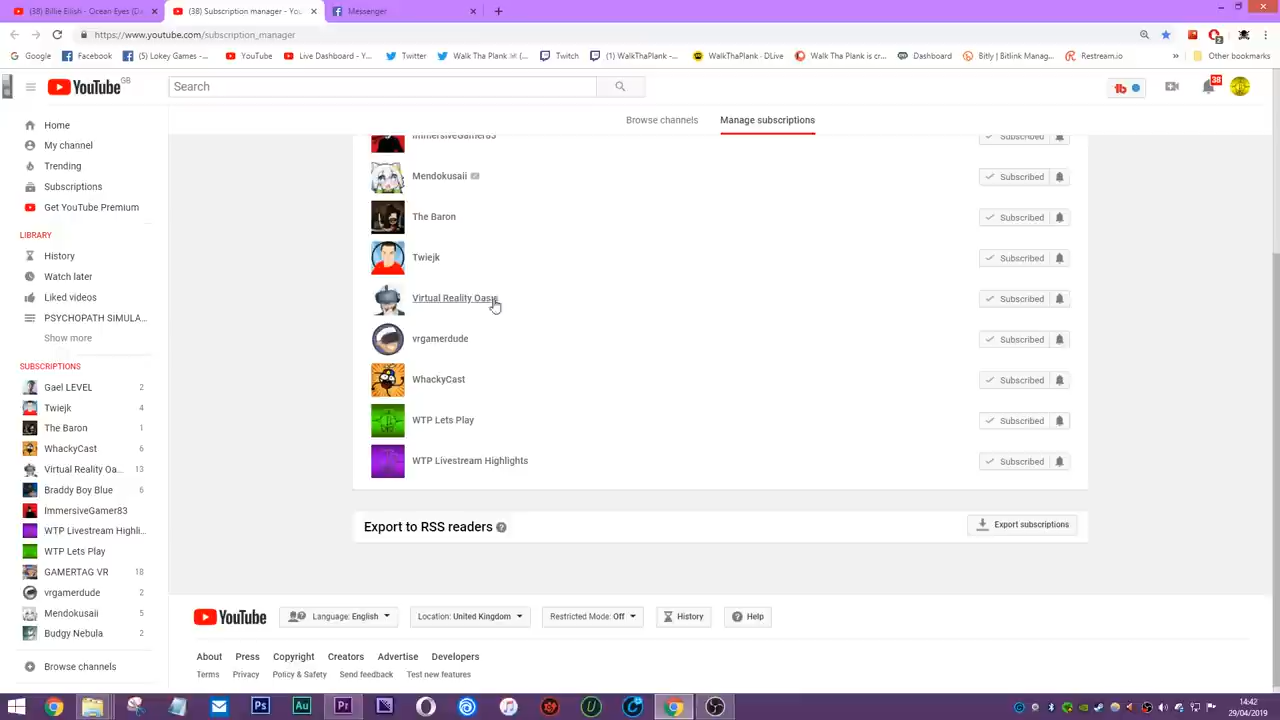 (38) Billie Eilish - Ocean Eyes (Da
(38) Subscription manager - You
Messenger
https://www.youtube.com/subscription_manager
Google
Facebook
(5) Lokey Games -...
YouTube
Live Dashboard - Y...
Twitter
Walk Tha Plank
Twitch
(1) WalkThaPlank -...
WalkThaPlank - DLive
Walk The Plank is cr...
Dashboard
Bitly | Bitlink Manag...
Restream.io
»
Other bookmarks
YouTube GB
Search
38
Browse channels
Manage subscriptions
Home
My channel
Trending
Subscriptions
Get YouTube Premium
LIBRARY
History
Watch later
Liked videos
PSYCHOPATH SIMULA...
Show more
SUBSCRIPTIONS
Gael LEVEL 2
Twiejk 4
The Baron 1
WhackyCast 6
Virtual Reality Oa... 13
Braddy Boy Blue 6
ImmersiveGamer83
WTP Livestream Highli...
WTP Lets Play
GAMERTAG VR 18
vrgamerdude 2
Mendokusaii 5
Budgy Nebula 2
Browse channels
ImmersiveGamer83 Subscribed
Mendokusaii Subscribed
The Baron Subscribed
Twiejk Subscribed
Virtual Reality Oasis Subscribed
vrgamerdude Subscribed
WhackyCast Subscribed
WTP Lets Play Subscribed
WTP Livestream Highlights Subscribed
Export to RSS readers
Export subscriptions
YouTube
Language: English
Location: United Kingdom
Restricted Mode: Off
History
Help
About Press Copyright Creators Advertise Developers
Terms Privacy Policy & Safety Send feedback Test new features
Ps
Au
Pr
14:42
29/04/2019